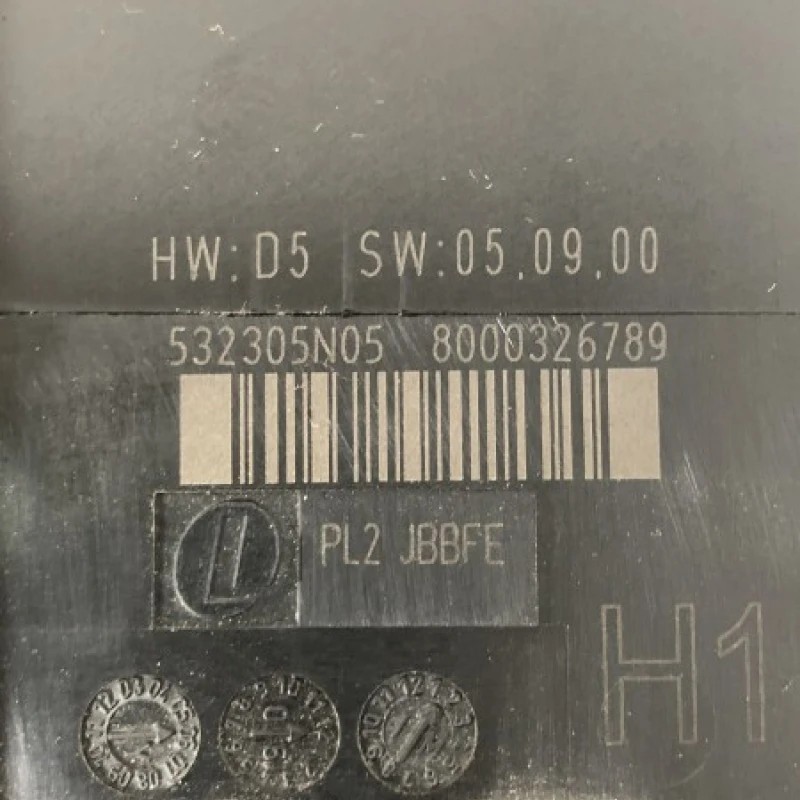 HW:D5 SW:05.09.00
532305N05 8000326789
L PL2 JBBFE
H1